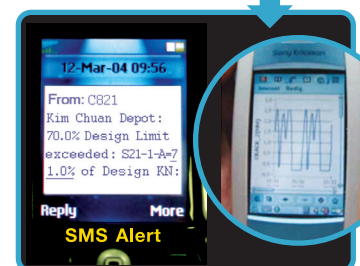 12-Mar-04 09:56
From: C821
Kim Chuan Depot:
70.0% Design Limit
exceeded: S21-1-A=7
1.0% of Design KN:
Reply More
SMS Alert
Sony Ericsson